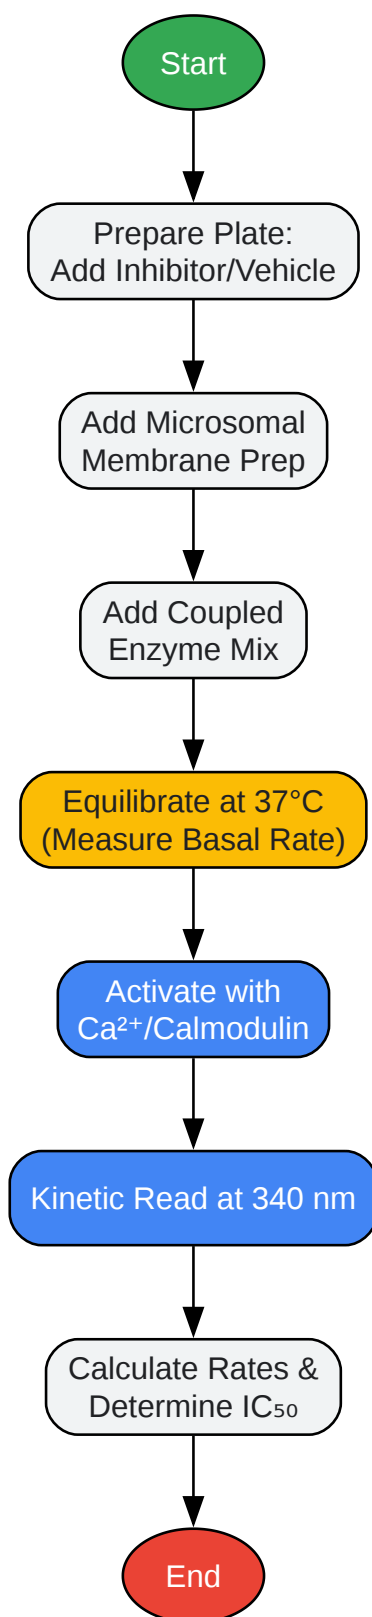 Start
Prepare Plate:
Add Inhibitor/Vehicle
Add Microsomal
Membrane Prep
Add Coupled
Enzyme Mix
Equilibrate at 37°C
(Measure Basal Rate)
Activate with
Ca²⁺/Calmodulin
Kinetic Read at 340 nm
Calculate Rates &
Determine IC₅₀
End